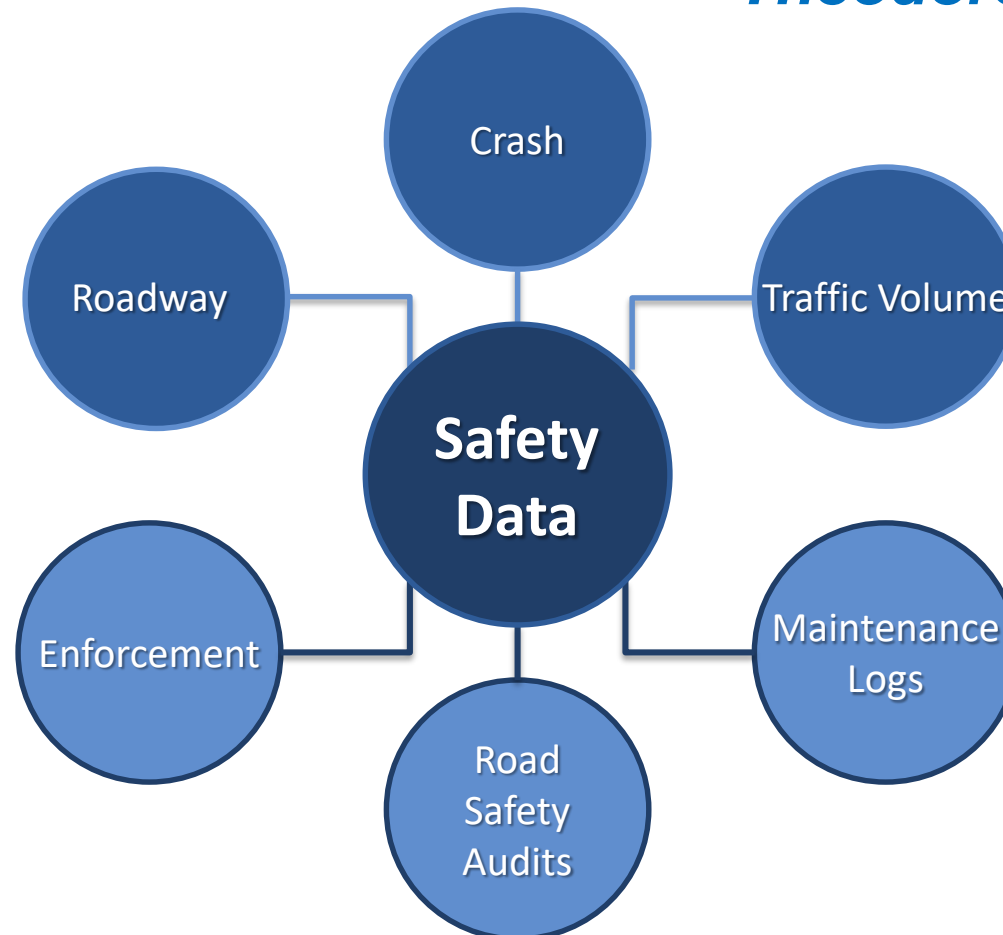 Crash
Roadway
Traffic Volume
Safety
Data
Enforcement
Maintenance
Logs
Road
Safety
Audits